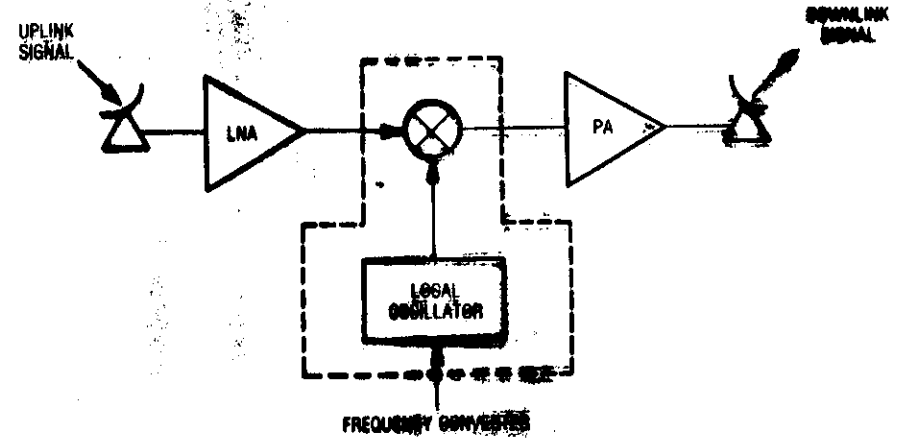 UPLINK
SIGNAL
DOWNLINK
SIGNAL
LNA
PA
LOCAL
OSCILLATOR
FREQUENCY CONVERTER